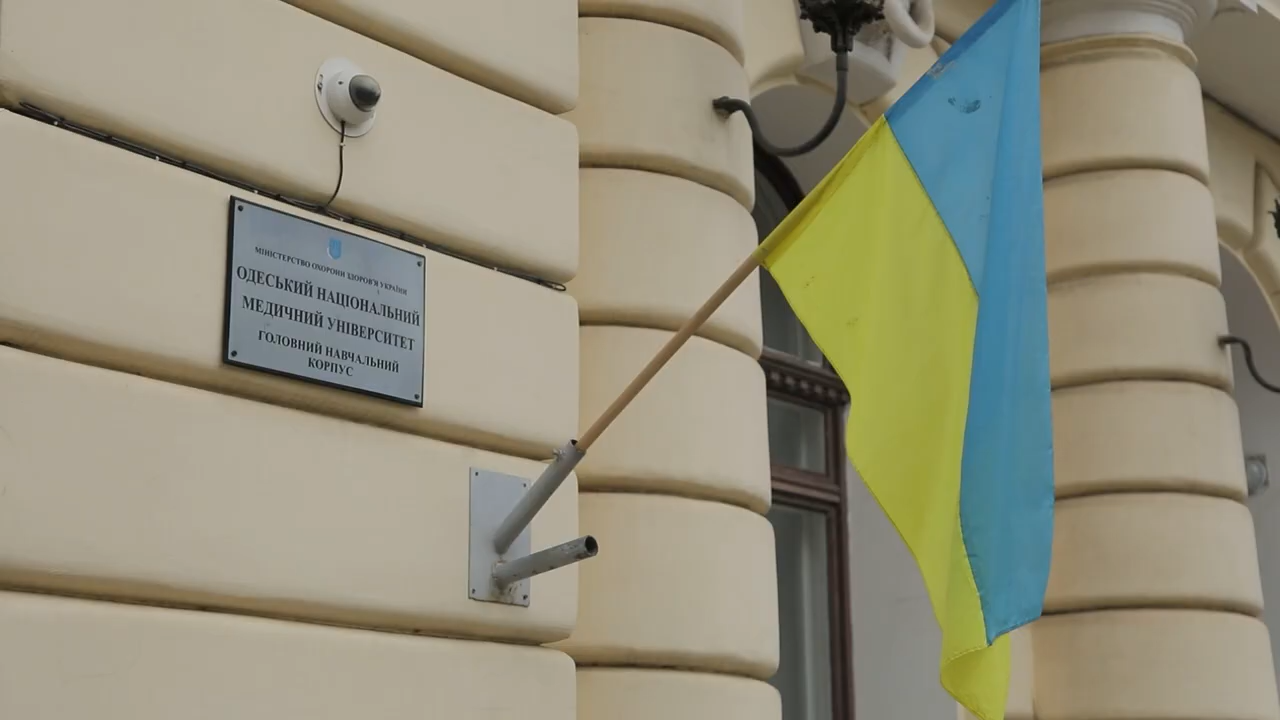 МІНІСТЕРСТВО ОХОРОНИ ЗДОРОВ'Я УКРАЇНИ
ОДЕСЬКИЙ НАЦІОНАЛЬНИЙ
МЕДИЧНИЙ УНІВЕРСИТЕТ
ГОЛОВНИЙ НАВЧАЛЬНИЙ
КОРПУС